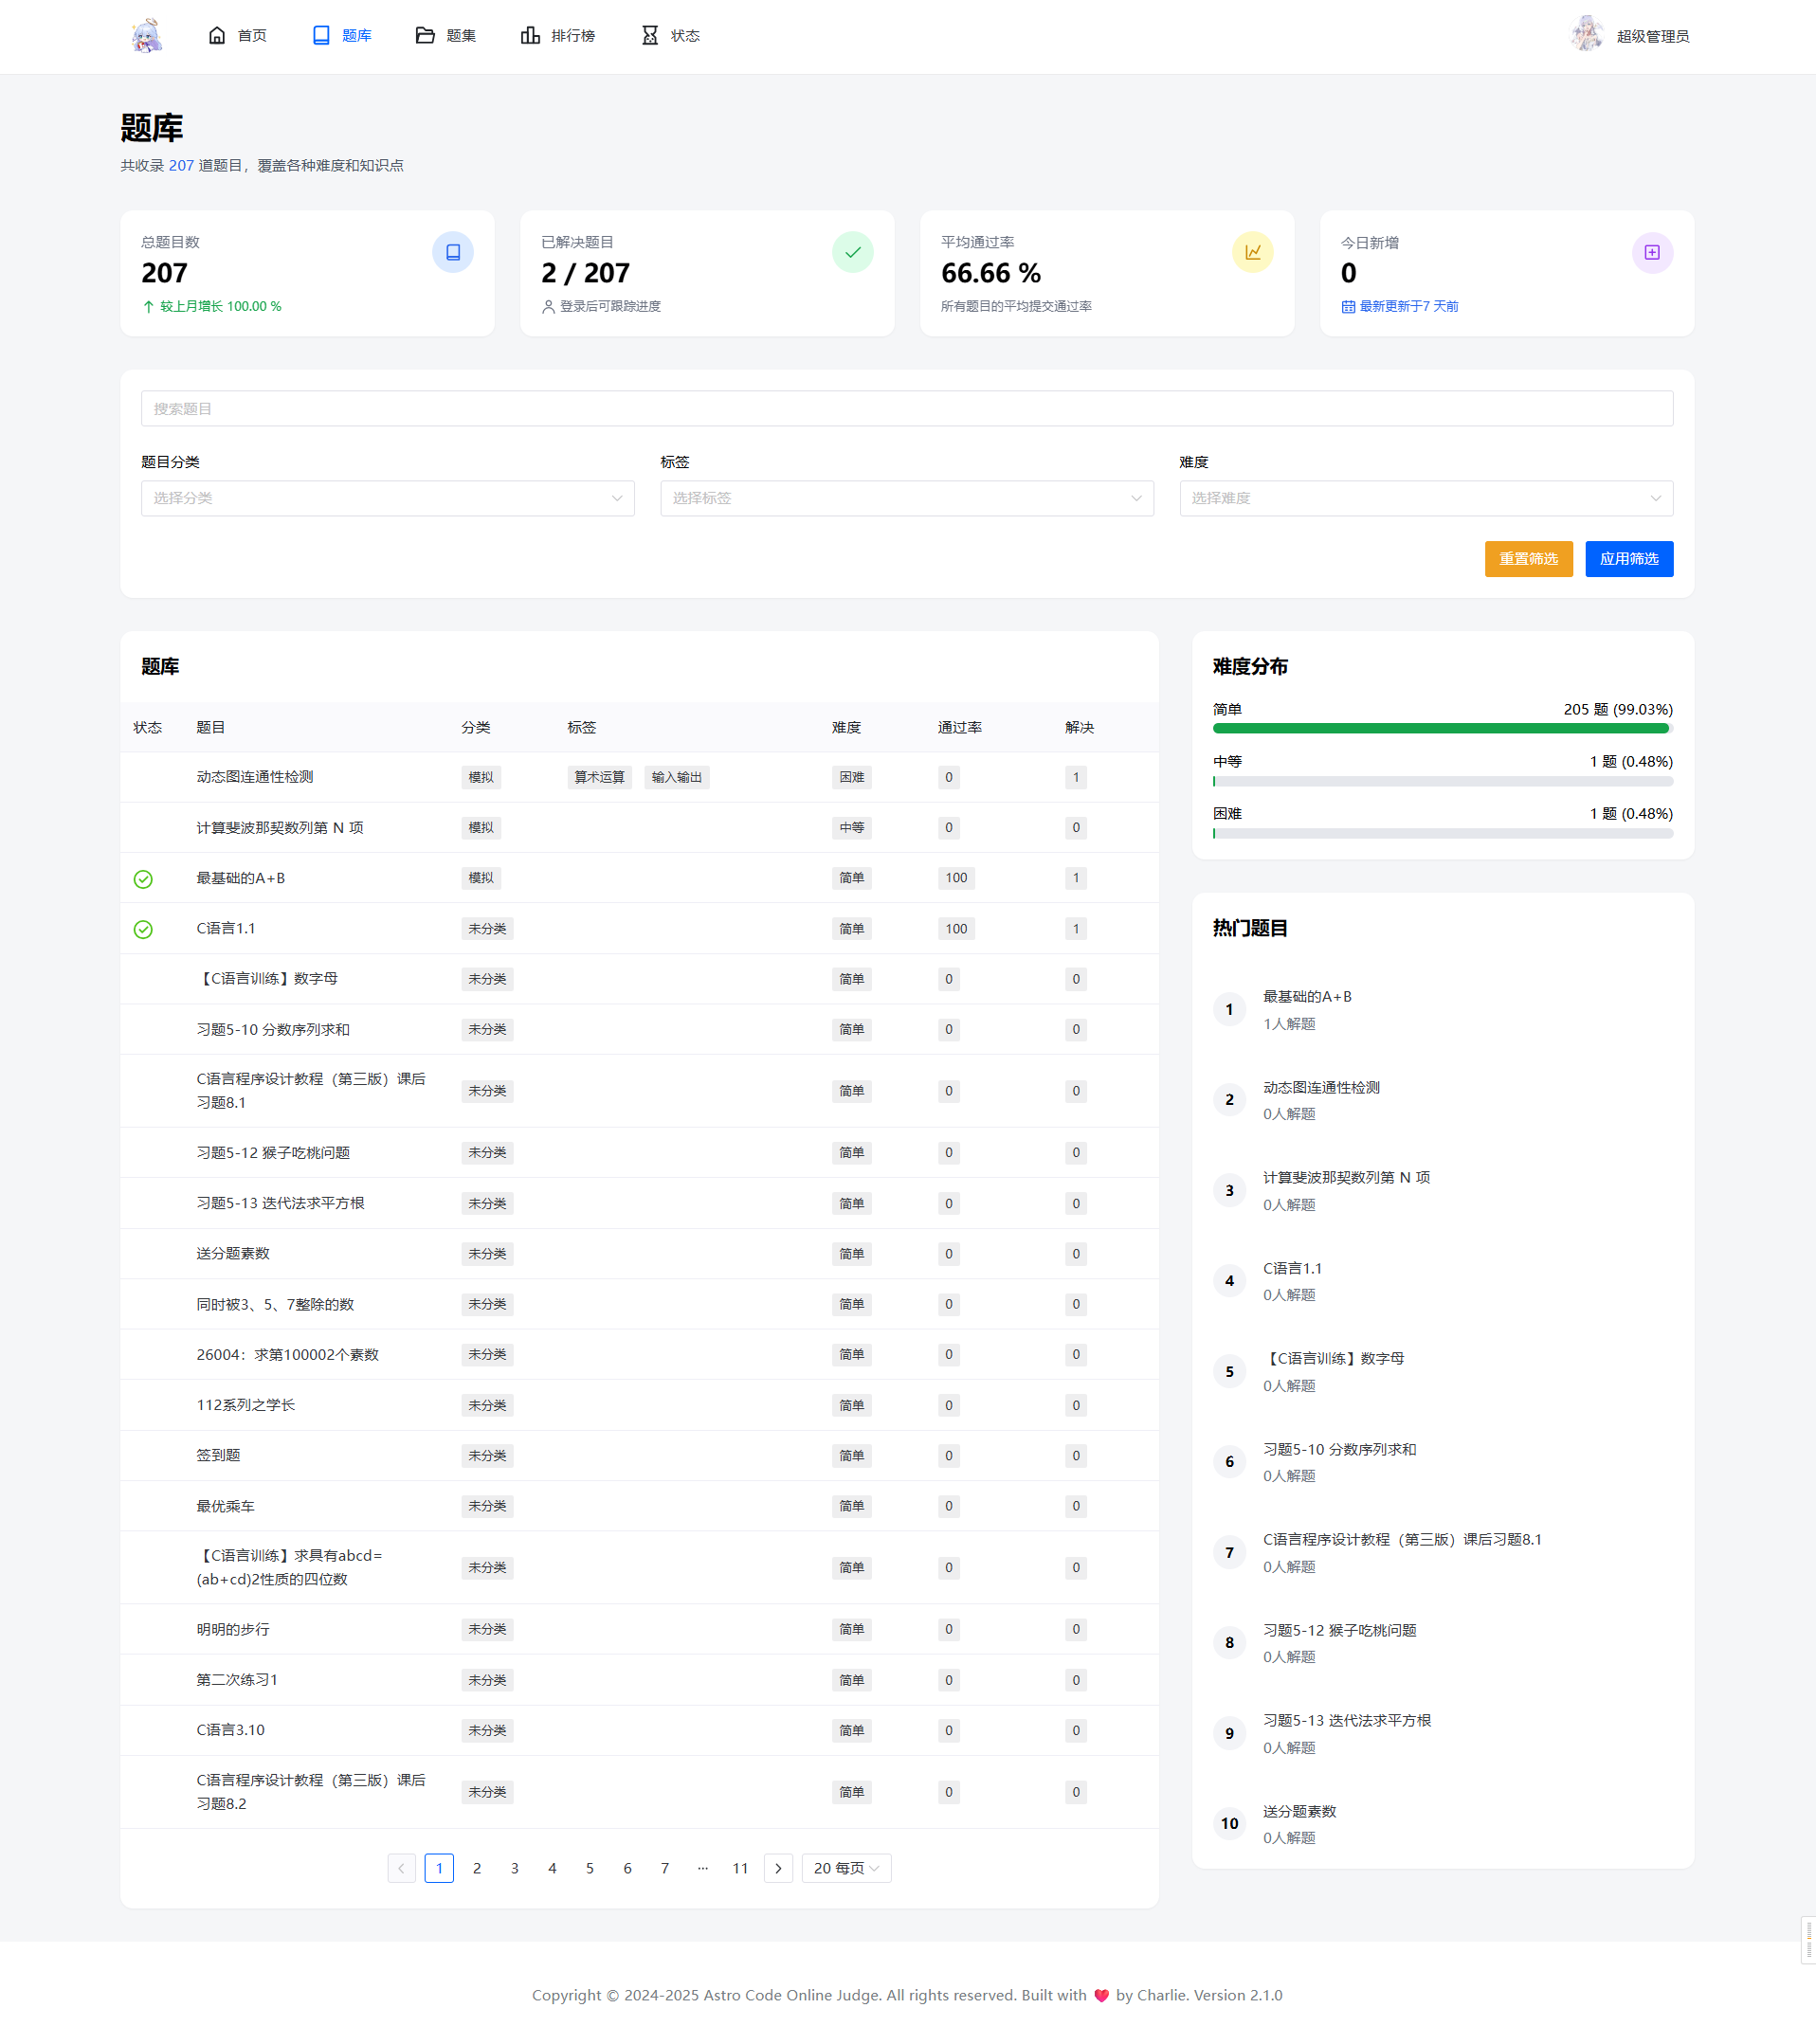 首页 题库 题集 排行榜 状态 超级管理员
题库
共收录 207 道题目，覆盖各种难度和知识点
总题目数
207
较上月增长 100.00 %
已解决题目
2 / 207
登录后可跟踪进度
平均通过率
66.66 %
所有题目的平均提交通过率
今日新增
0
最新更新于7 天前
搜索题目
题目分类 标签 难度
选择分类 选择标签 选择难度
重置筛选 应用筛选
题库
状态 题目 分类 标签 难度 通过率 解决
动态图连通性检测 模拟 算术运算 输入输出 困难 0 1
计算斐波那契数列第 N 项 模拟 中等 0 0
最基础的A+B 模拟 简单 100 1
C语言1.1 未分类 简单 100 1
【C语言训练】数字母 未分类 简单 0 0
习题5-10 分数序列求和 未分类 简单 0 0
C语言程序设计教程（第三版）课后
习题8.1 未分类 简单 0 0
习题5-12 猴子吃桃问题 未分类 简单 0 0
习题5-13 迭代法求平方根 未分类 简单 0 0
送分题素数 未分类 简单 0 0
同时被3、5、7整除的数 未分类 简单 0 0
26004：求第100002个素数 未分类 简单 0 0
112系列之学长 未分类 简单 0 0
签到题 未分类 简单 0 0
最优乘车 未分类 简单 0 0
【C语言训练】求具有abcd=
(ab+cd)2性质的四位数 未分类 简单 0 0
明明的步行 未分类 简单 0 0
第二次练习1 未分类 简单 0 0
C语言3.10 未分类 简单 0 0
C语言程序设计教程（第三版）课后
习题8.2 未分类 简单 0 0
1 2 3 4 5 6 7 ··· 11 20 每页
难度分布
简单 205 题 (99.03%)
中等 1 题 (0.48%)
困难 1 题 (0.48%)
热门题目
1 最基础的A+B
1人解题
2 动态图连通性检测
0人解题
3 计算斐波那契数列第 N 项
0人解题
4 C语言1.1
0人解题
5 【C语言训练】数字母
0人解题
6 习题5-10 分数序列求和
0人解题
7 C语言程序设计教程（第三版）课后习题8.1
0人解题
8 习题5-12 猴子吃桃问题
0人解题
9 习题5-13 迭代法求平方根
0人解题
10 送分题素数
0人解题
Copyright © 2024-2025 Astro Code Online Judge. All rights reserved. Built with ❤️ by Charlie. Version 2.1.0